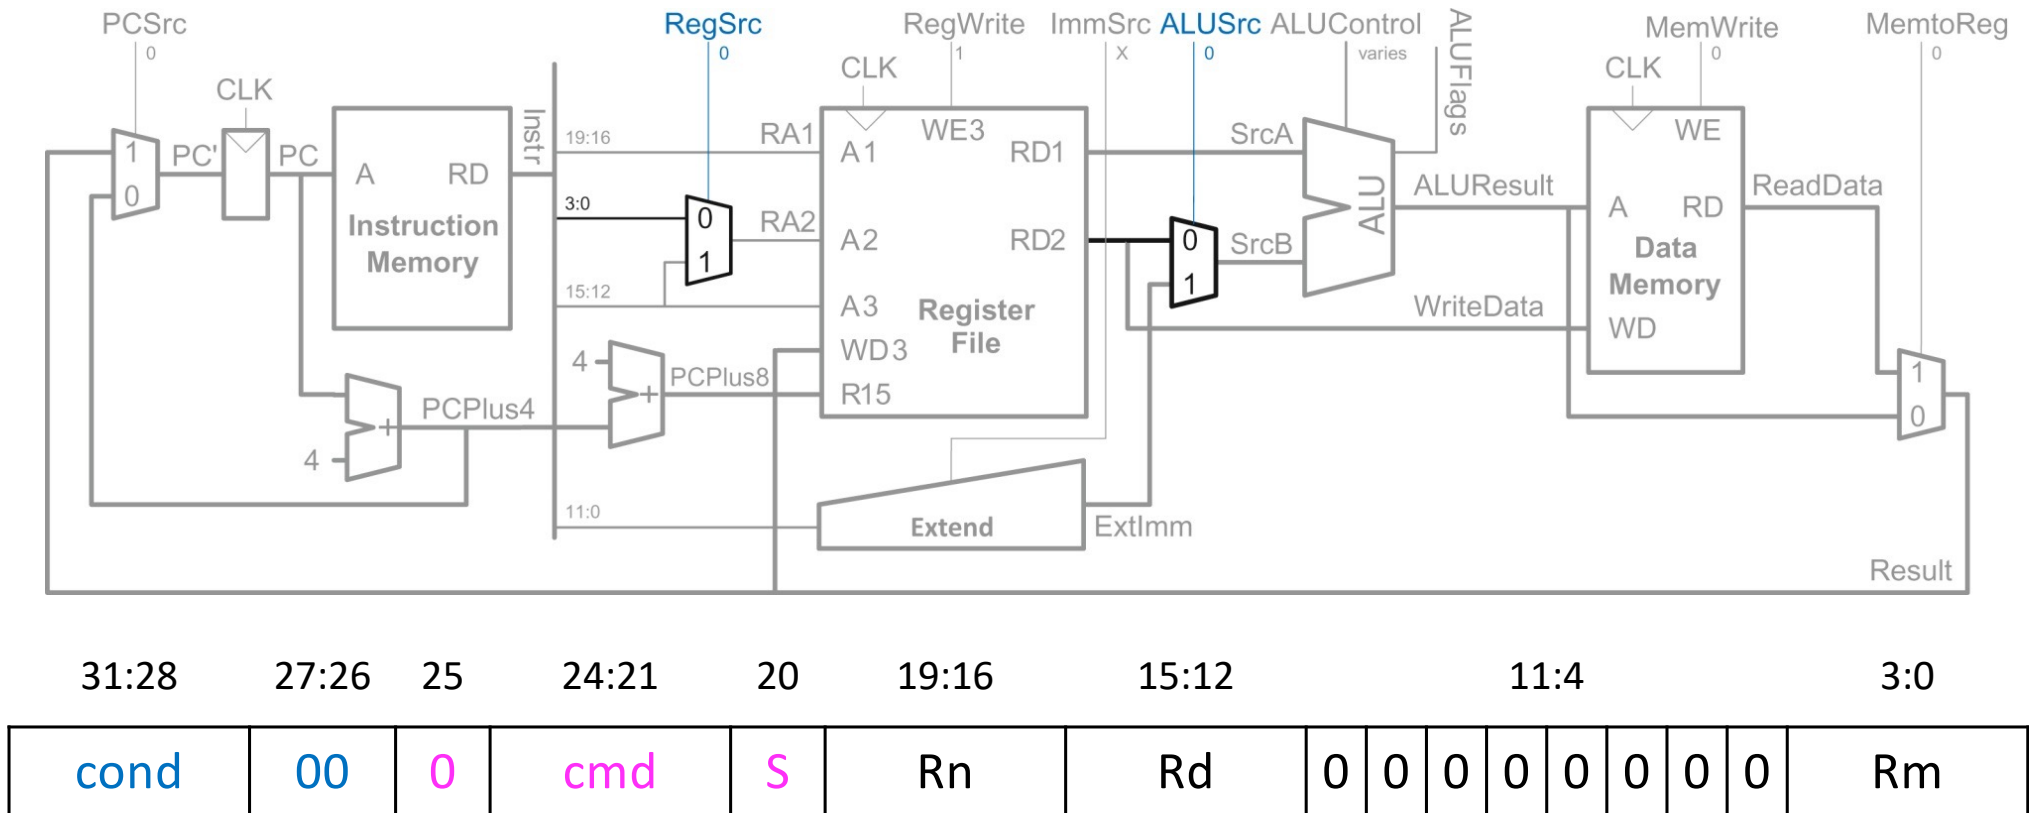 PCSrc
0
RegSrc
0
RegWrite
1
ImmSrc
X
ALUSrc
0
ALUControl
varies
ALUFlags
MemWrite
0
MemtoReg
0
CLK
CLK
CLK
1
0
PC'
PC
A
RD
Instruction
Memory
Instr
19:16
3:0
15:12
11:0
0
1
RA1
RA2
A1
A2
A3
WD3
R15
WE3
RD1
RD2
Register
File
4
+
PCPlus8
PCPlus4
4
+
Extend
ExtImm
SrcA
0
1
SrcB
ALU
ALUResult
WriteData
WE
A
RD
Data
Memory
WD
ReadData
1
0
Result
31:28 27:26 25 24:21 20 19:16 15:12 11:4 3:0
cond 00 0 cmd S Rn Rd 0 0 0 0 0 0 0 0 Rm